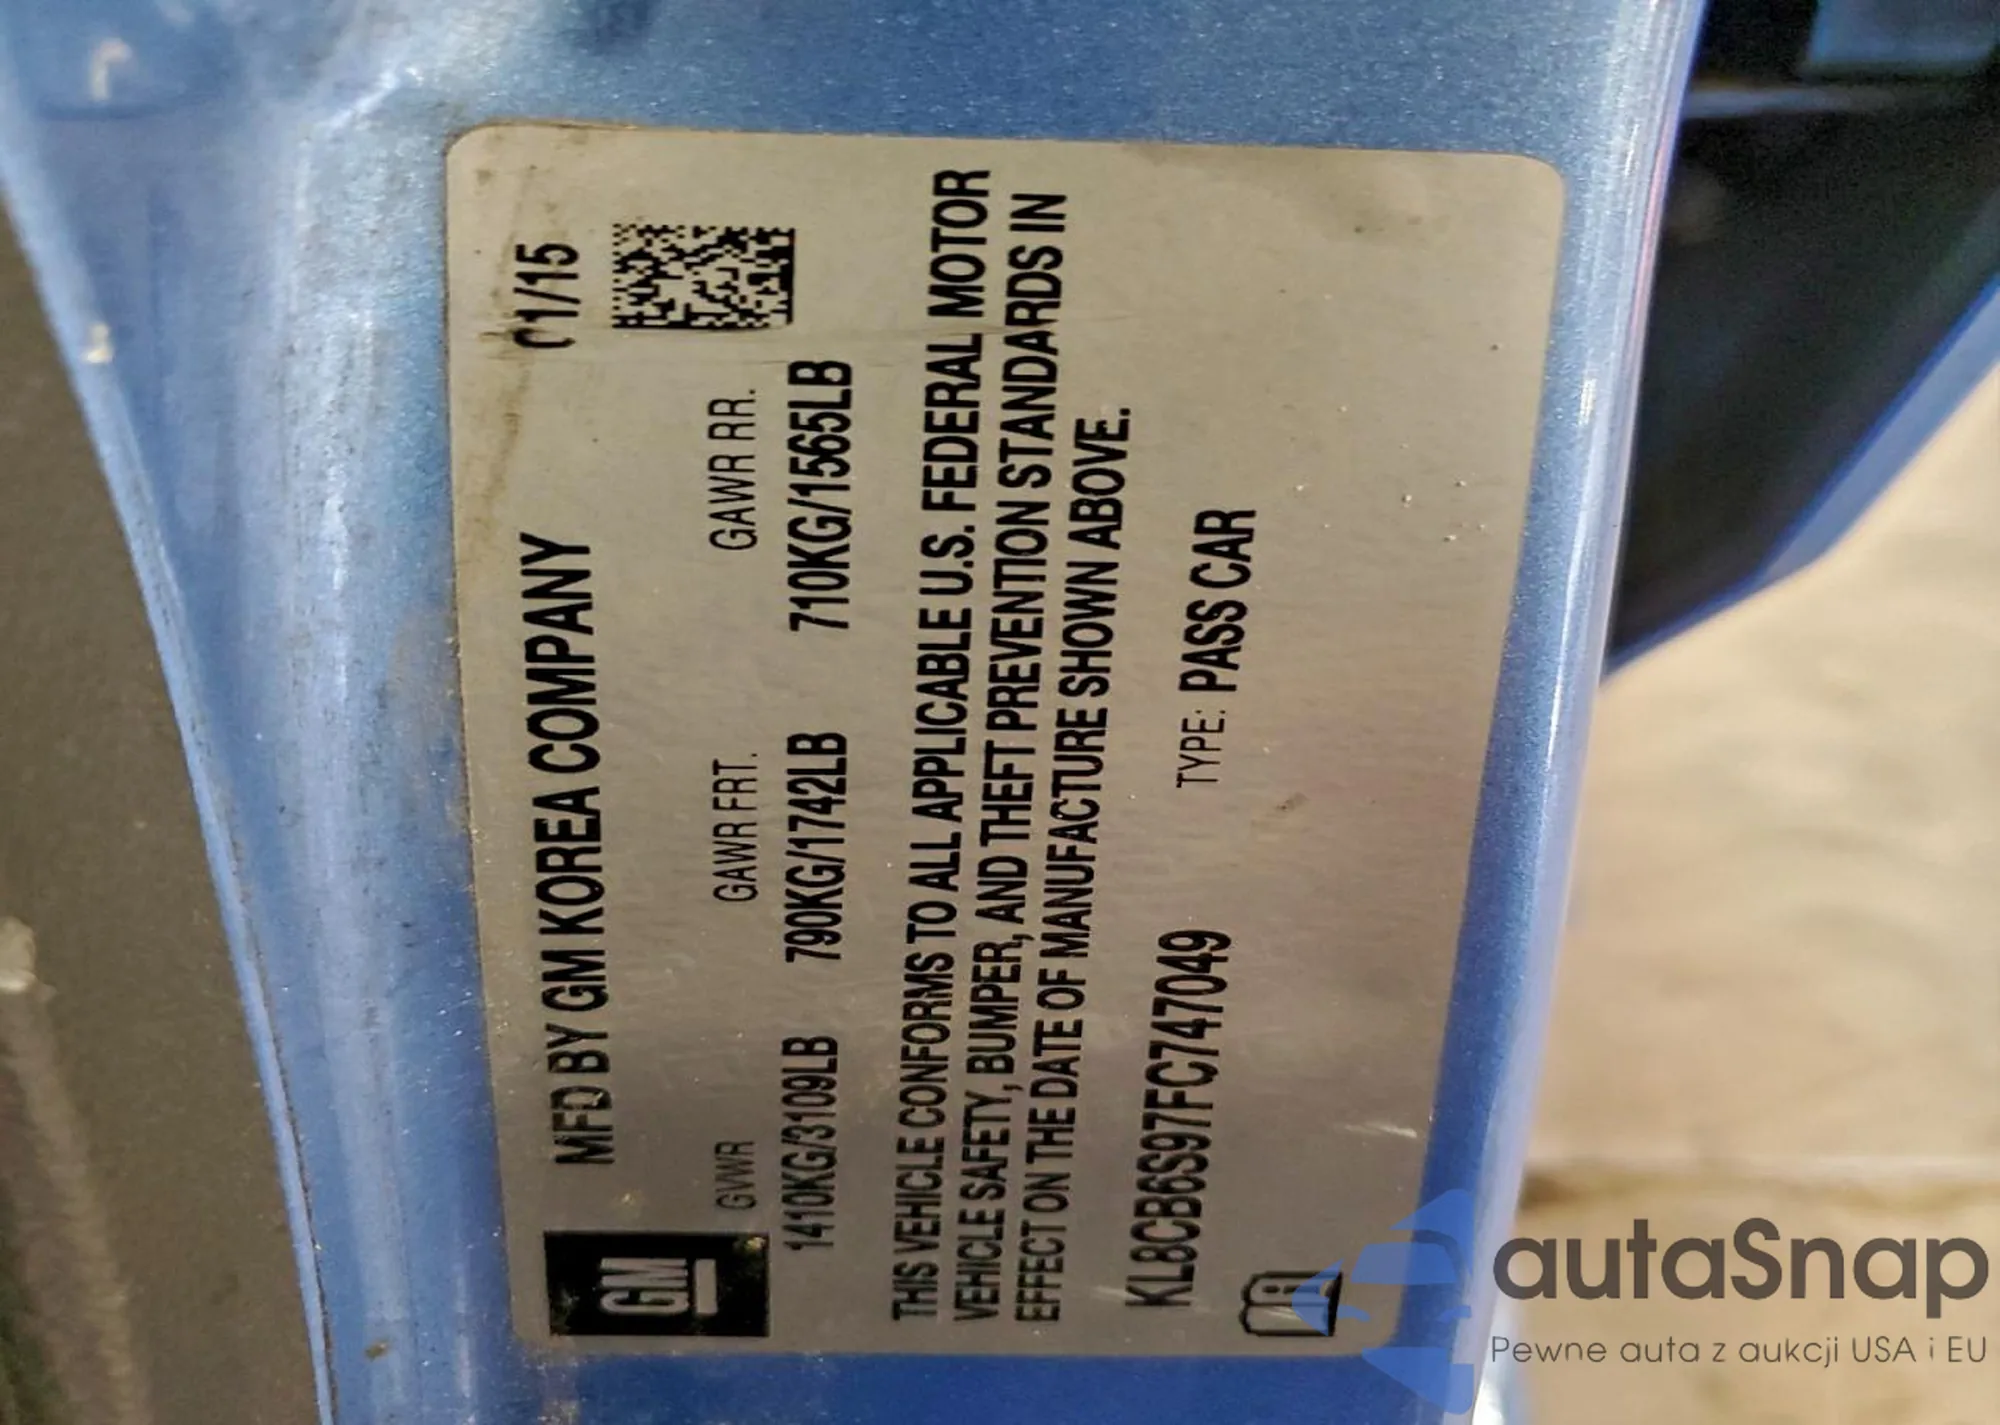 MFD BY GM KOREA COMPANY 01/15
GM
GVWR GAWR FRT. GAWR RR.
1410KG/3109LB 790KG/1742LB 710KG/1565LB
THIS VEHICLE CONFORMS TO ALL APPLICABLE U.S. FEDERAL MOTOR
VEHICLE SAFETY, BUMPER, AND THEFT PREVENTION STANDARDS IN
EFFECT ON THE DATE OF MANUFACTURE SHOWN ABOVE.
KL8CB6S97FC747049 TYPE: PASS CAR
autaSnap
Pewne auta z aukcji USA i EU